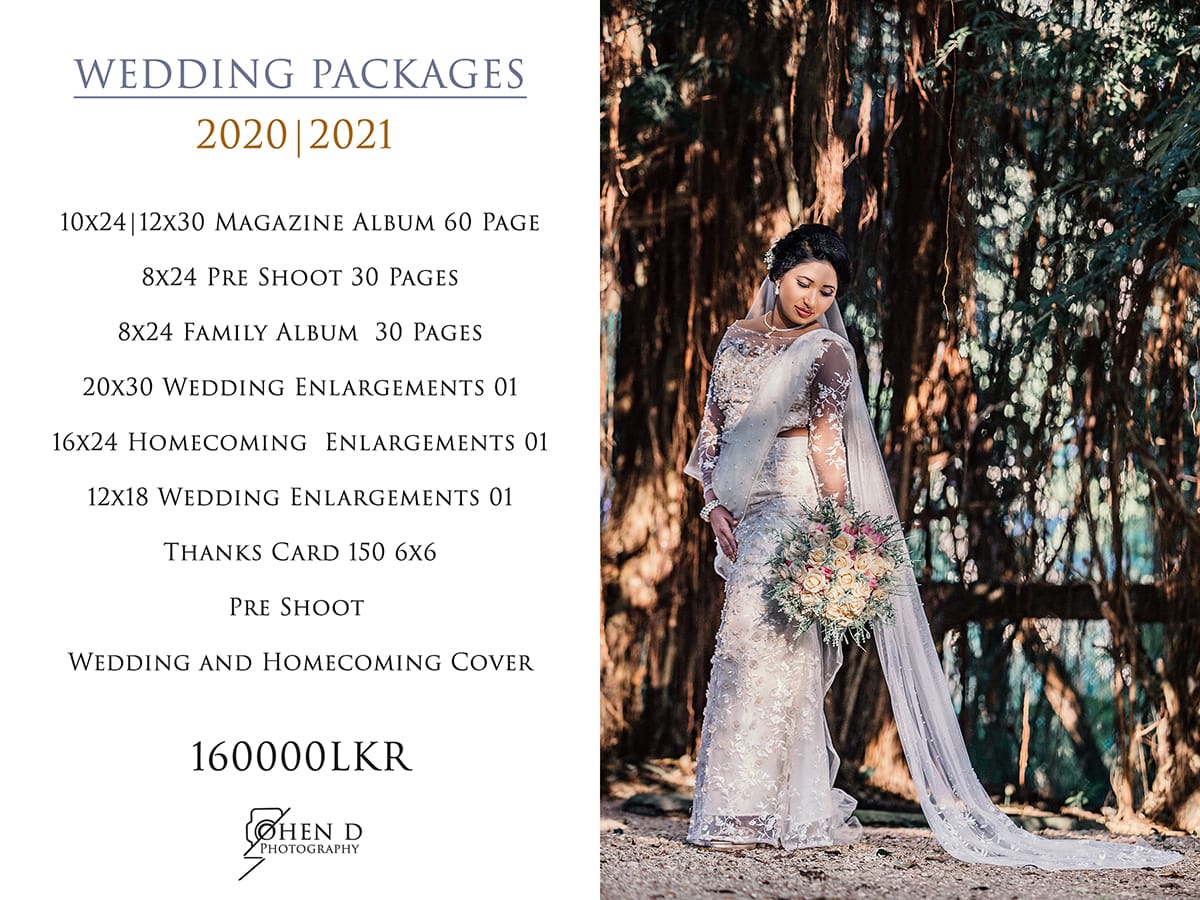 WEDDING PACKAGES
2020|2021
10x24|12x30 Magazine Album 60 Page
8x24 Pre Shoot 30 Pages
8x24 Family Album 30 Pages
20x30 Wedding Enlargements 01
16x24 Homecoming Enlargements 01
12x18 Wedding Enlargements 01
Thanks Card 150 6x6
Pre Shoot
Wedding and Homecoming Cover
160000LKR
Cohen D
Photography